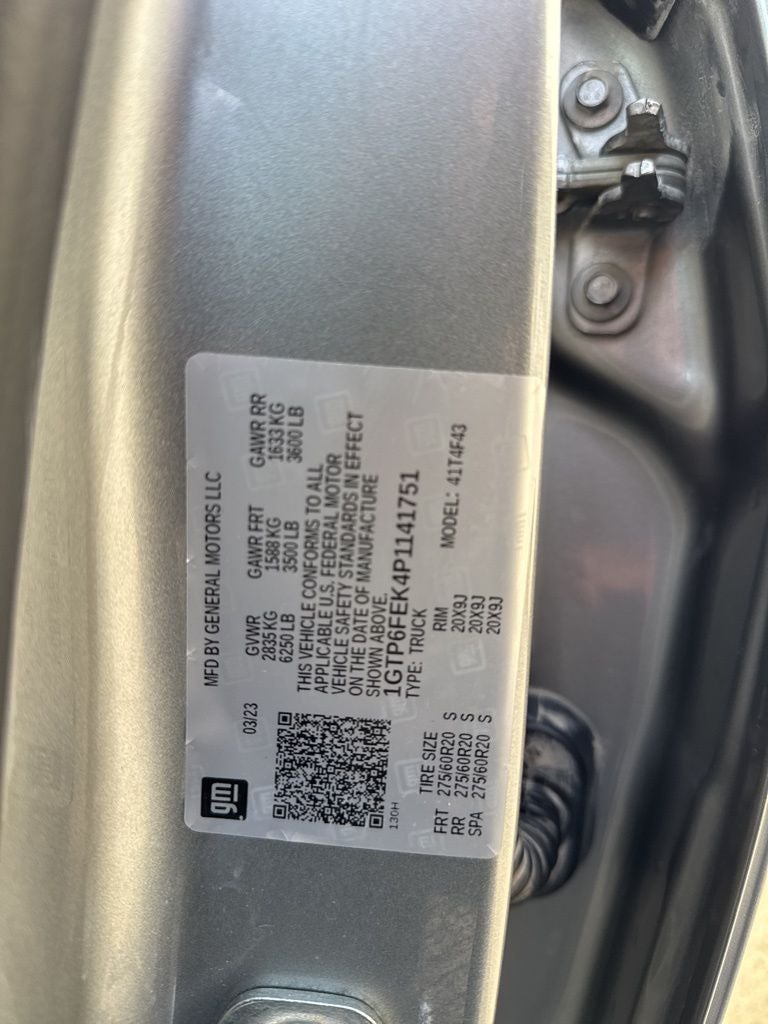 gm
MFD BY GENERAL MOTORS LLC
03/23
GVWR GAWR FRT GAWR RR
2835 KG 1588 KG 1633 KG
6250 LB 3500 LB 3600 LB
THIS VEHICLE CONFORMS TO ALL
APPLICABLE U.S. FEDERAL MOTOR
VEHICLE SAFETY STANDARDS IN EFFECT
ON THE DATE OF MANUFACTURE
SHOWN ABOVE.
1GTP6FEK4P1141751
130H
TYPE: TRUCK
MODEL: 41T4F43
TIRE SIZE RIM
FRT 275/60R20 S 20X9J
RR 275/60R20 S 20X9J
SPA 275/60R20 S 20X9J